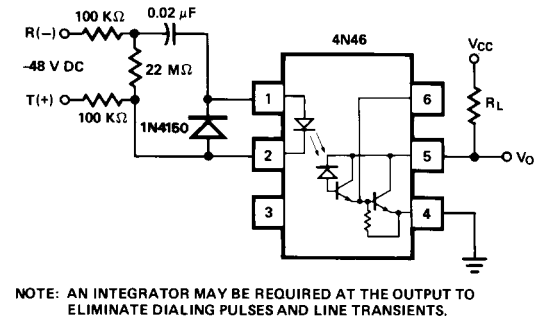 100 KΩ
0.02 μF
R(−)
−48 V DC
22 MΩ
T(+)
100 KΩ
1N4150
4N46
1
2
3
6
5
4
VCC
RL
VO
NOTE: AN INTEGRATOR MAY BE REQUIRED AT THE OUTPUT TO
ELIMINATE DIALING PULSES AND LINE TRANSIENTS.